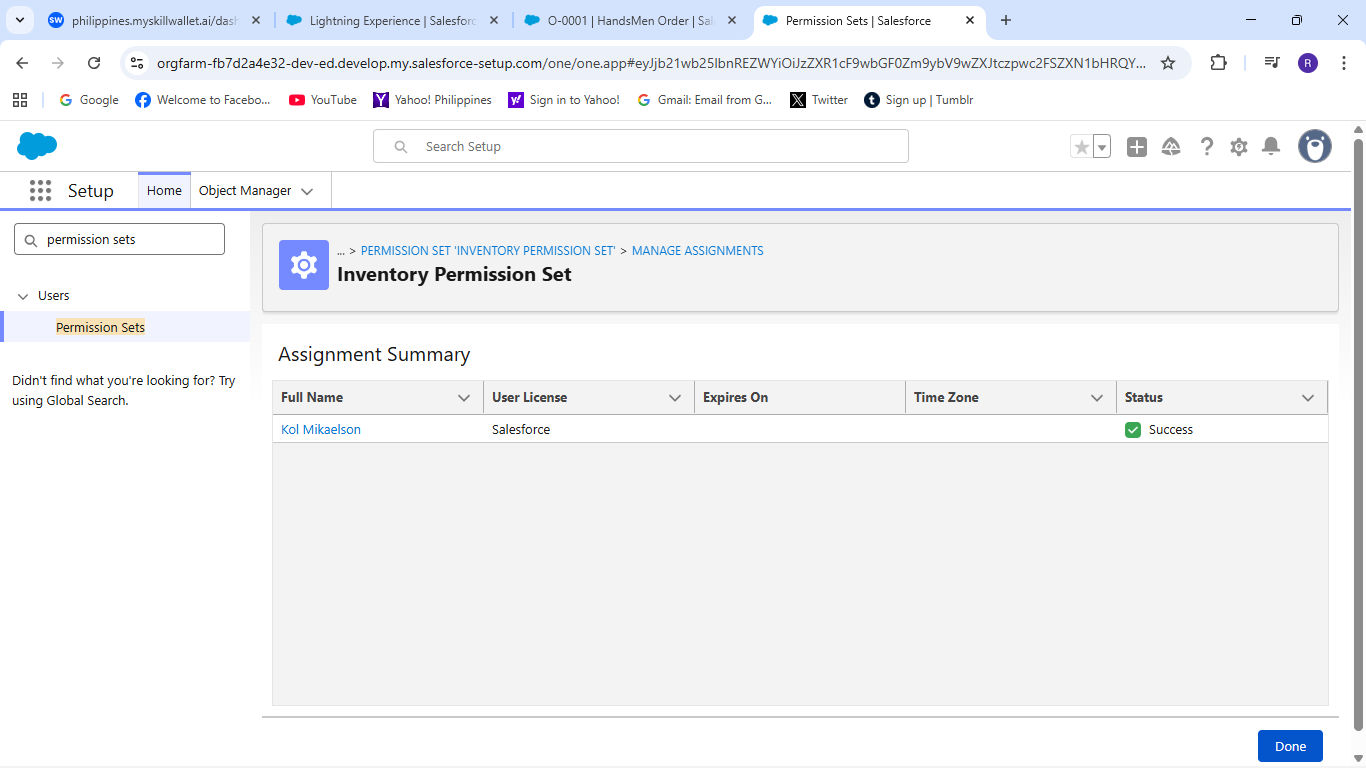 philippines.myskillwallet.ai/dash
Lightning Experience | Salesforc
O-0001 | HandsMen Order | Sal
Permission Sets | Salesforce
orgfarm-fb7d2a4e32-dev-ed.develop.my.salesforce-setup.com/one/one.app#eyJjb21wb25lbnREZWYiOiJzZXR1cF9wbGF0Zm9ybV9wZXJtczpwc2FSZXN1bHRQY...
R
Google
Welcome to Facebo...
YouTube
Yahoo! Philippines
Sign in to Yahoo!
Gmail: Email from G...
Twitter
Sign up | Tumblr
Search Setup
Setup
Home
Object Manager
permission sets
Users
Permission Sets
Didn't find what you're looking for? Try
using Global Search.
... > PERMISSION SET 'INVENTORY PERMISSION SET' > MANAGE ASSIGNMENTS
Inventory Permission Set
Assignment Summary
Full Name User License Expires On Time Zone Status
Kol Mikaelson Salesforce Success
Done